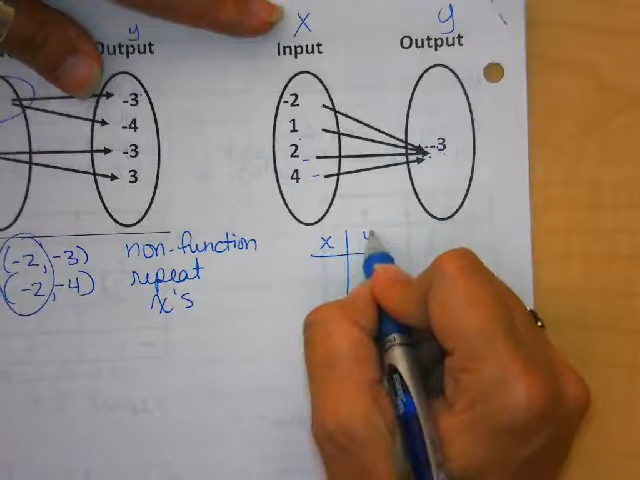 y
Output
-3
-4
-3
3
(-2, -3)
(-2, -4)
non-function
repeat
x's
x
Input
-2
1
2
4
y
Output
-3
x